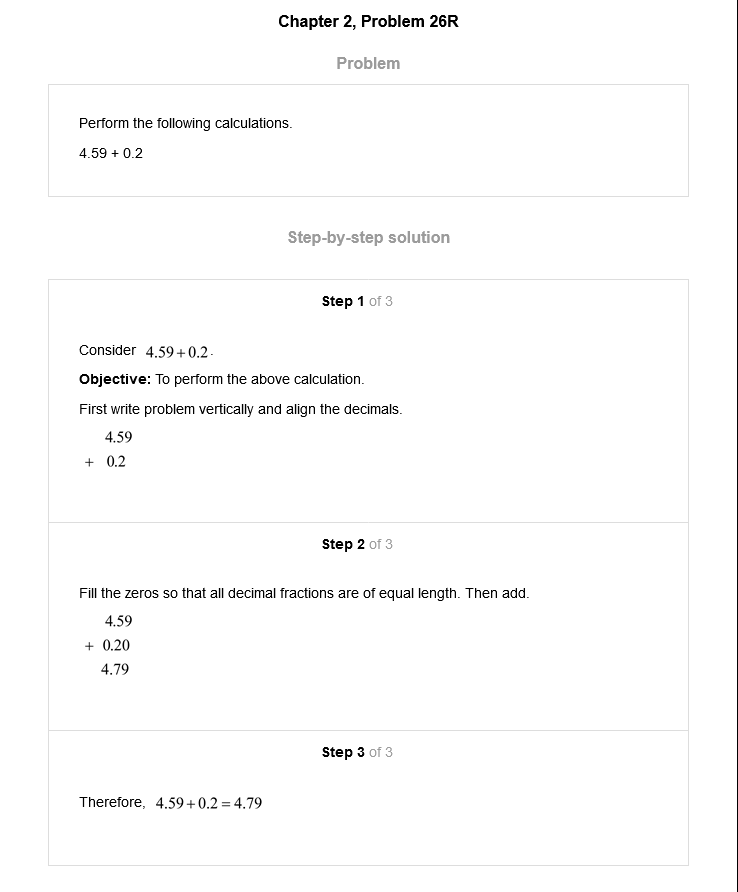 Chapter 2, Problem 26R
Problem
Perform the following calculations.
4.59 + 0.2
Step-by-step solution
Step 1 of 3
Consider 4.59+0.2.
Objective: To perform the above calculation.
First write problem vertically and align the decimals.
4.59
+ 0.2
Step 2 of 3
Fill the zeros so that all decimal fractions are of equal length. Then add.
4.59
+ 0.20
4.79
Step 3 of 3
Therefore, 4.59+0.2=4.79